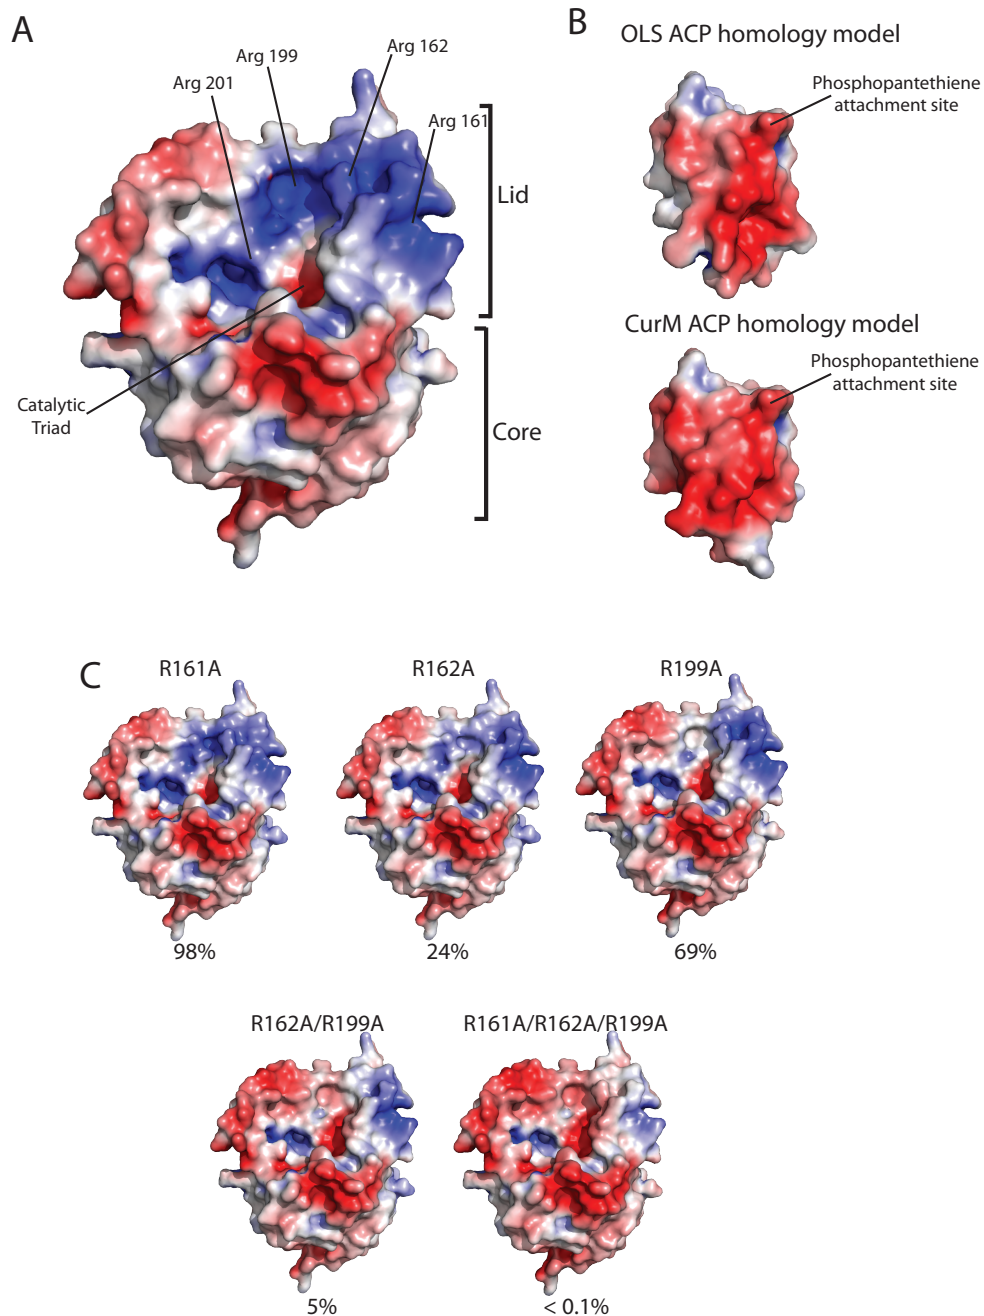 A
Arg 199
Arg 162
Arg 201
Arg 161
Lid
Core
Catalytic
Triad
B
OLS ACP homology model
Phosphopantethiene
attachment site
CurM ACP homology model
Phosphopantethiene
attachment site
C
R161A
R162A
R199A
98%
24%
69%
R162A/R199A
R161A/R162A/R199A
5%
< 0.1%